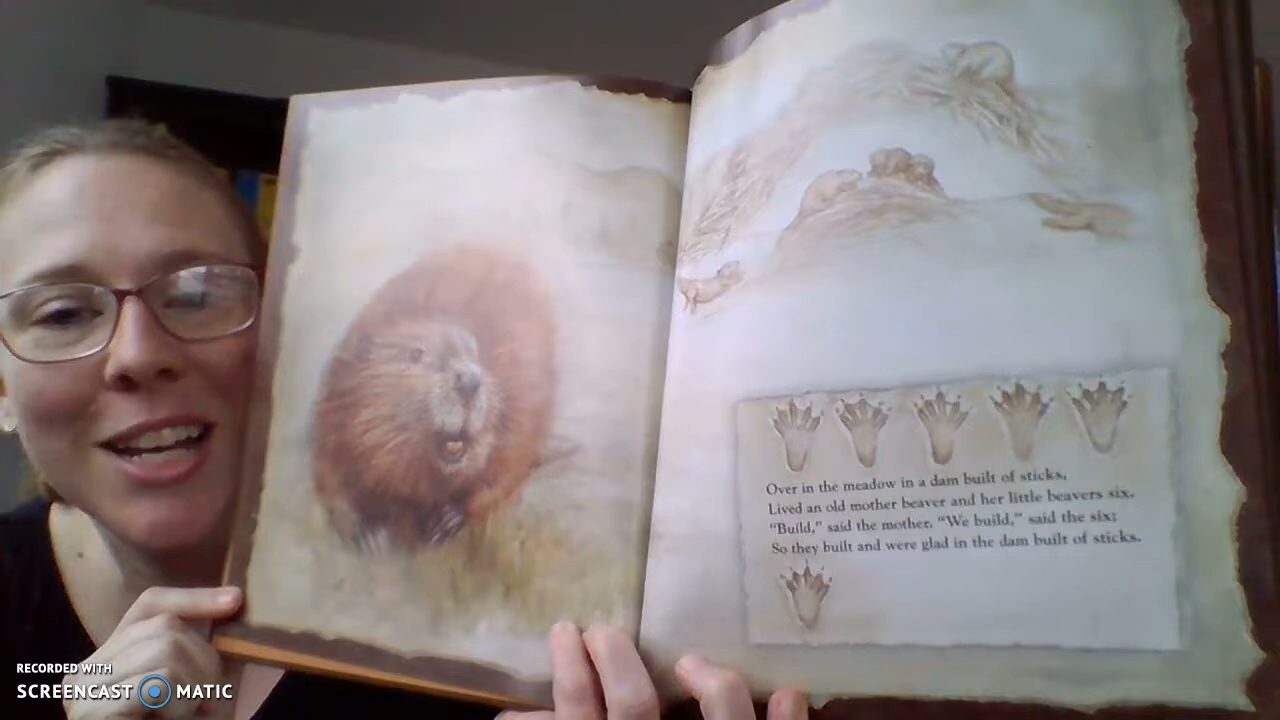 Over in the meadow in a dam built of sticks,
Lived an old mother beaver and her little beavers six.
"Build," said the mother. "We build," said the six;
So they built and were glad in the dam built of sticks.
RECORDED WITH
SCREENCAST MATIC